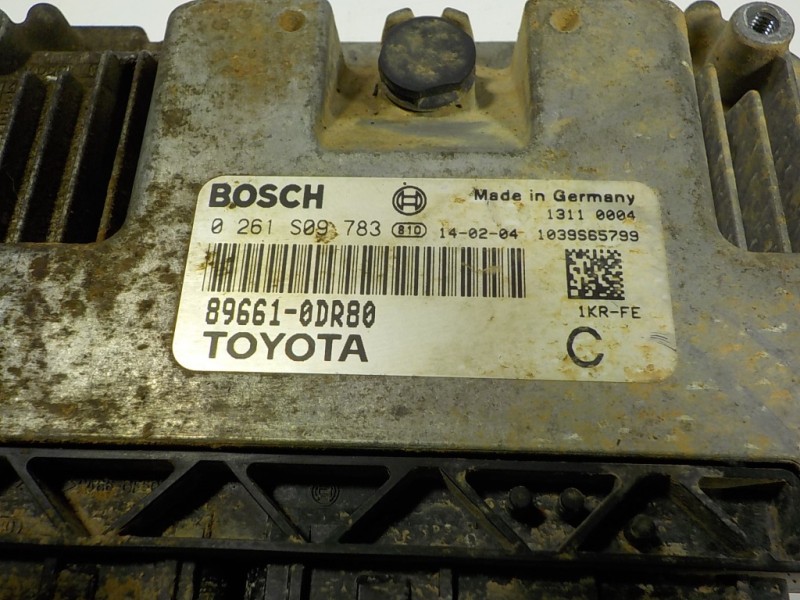 BOSCH Made in Germany
1311 0004
0 261 S09 783 810 14-02-04 1039S65799
89661-0DR80
1KR-FE
TOYOTA C